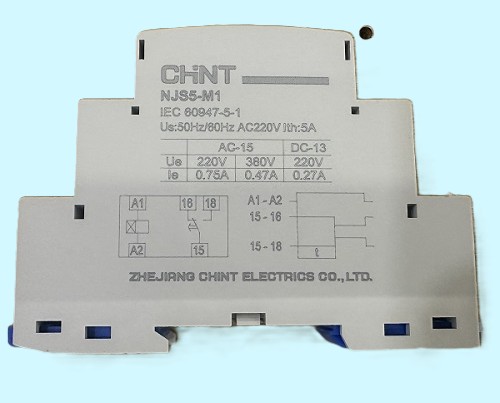 CHNT
NJS5-M1
IEC 60947-5-1
Us:50Hz/60Hz AC220V Ith:5A
AC-15 DC-13
Ue 220V 380V 220V
Ie 0.75A 0.47A 0.27A
A1 16 18
A2 15
A1-A2
15-16
15-18
t
ZHEJIANG CHINT ELECTRICS CO.,LTD.